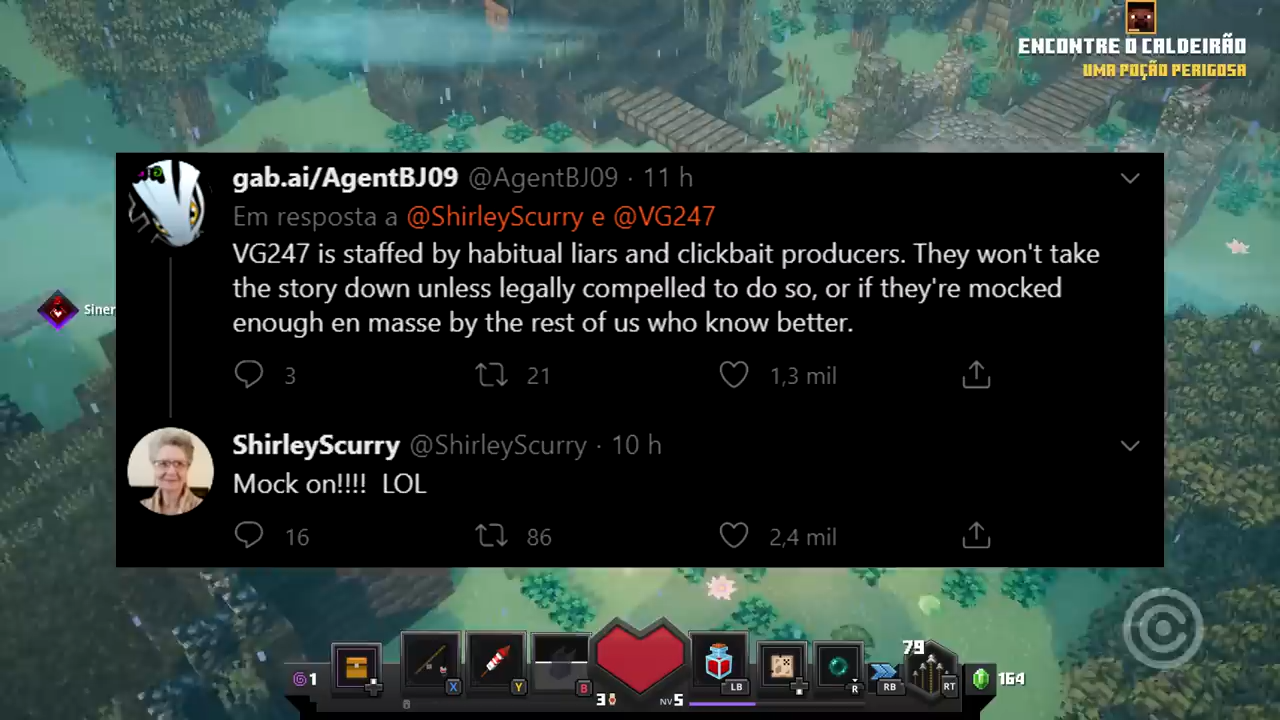 ENCONTRE O CALDEIRÃO
UMA POÇÃO PERIGOSA
gab.ai/AgentBJ09 @AgentBJ09 · 11 h
Em resposta a @ShirleyScurry e @VG247
VG247 is staffed by habitual liars and clickbait producers. They won't take
the story down unless legally compelled to do so, or if they're mocked
enough en masse by the rest of us who know better.
3 21 1,3 mil
Siner
ShirleyScurry @ShirleyScurry · 10 h
Mock on!!!! LOL
16 86 2,4 mil
1 X Y B 3 NV 5 LB R RB 79 RT 164